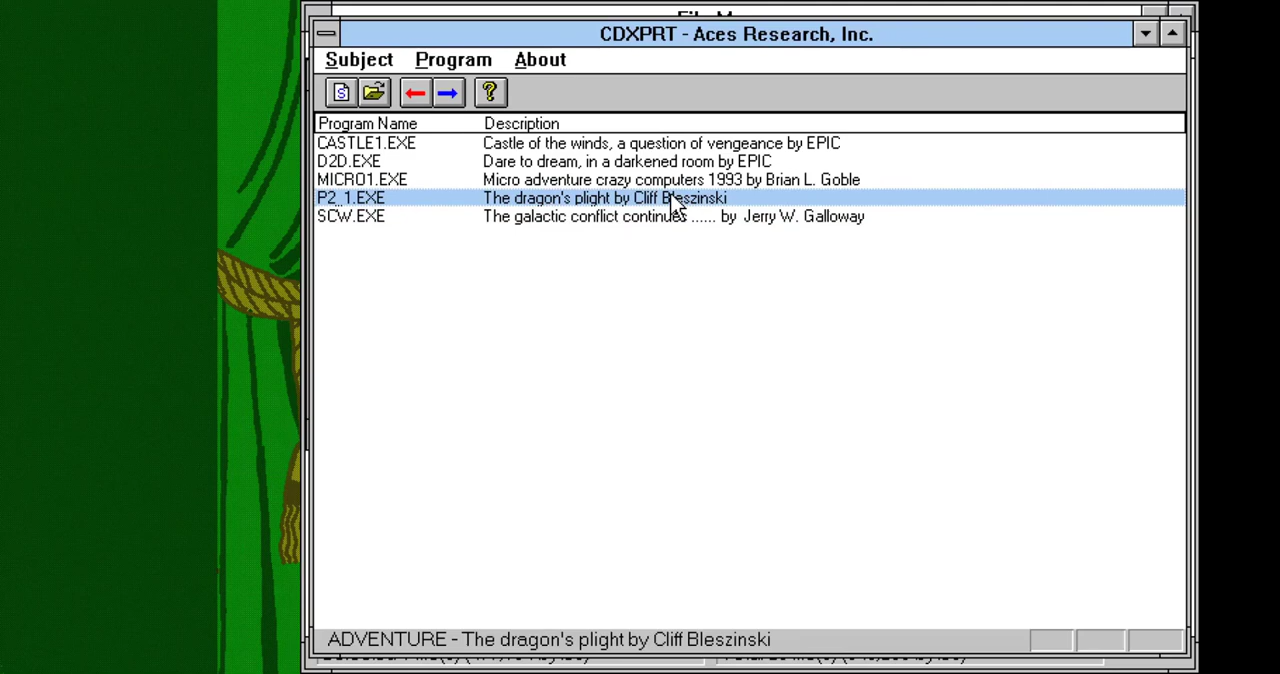 CDXPRT - Aces Research, Inc.
Subject Program About
Program Name Description
CASTLE1.EXE Castle of the winds, a question of vengeance by EPIC
D2D.EXE Dare to dream, in a darkened room by EPIC
MICRO1.EXE Micro adventure crazy computers 1993 by Brian L. Goble
P2_1.EXE The dragon's plight by Cliff Bleszinski
SCW.EXE The galactic conflict continues ...... by Jerry W. Galloway
ADVENTURE - The dragon's plight by Cliff Bleszinski